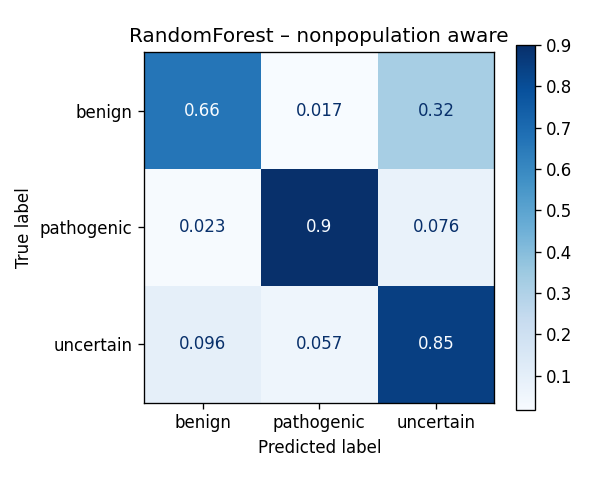 RandomForest – nonpopulation aware
True label
benign
0.66 0.017 0.32
pathogenic
0.023 0.9 0.076
uncertain
0.096 0.057 0.85
benign pathogenic uncertain
Predicted label
0.9
0.8
0.7
0.6
0.5
0.4
0.3
0.2
0.1